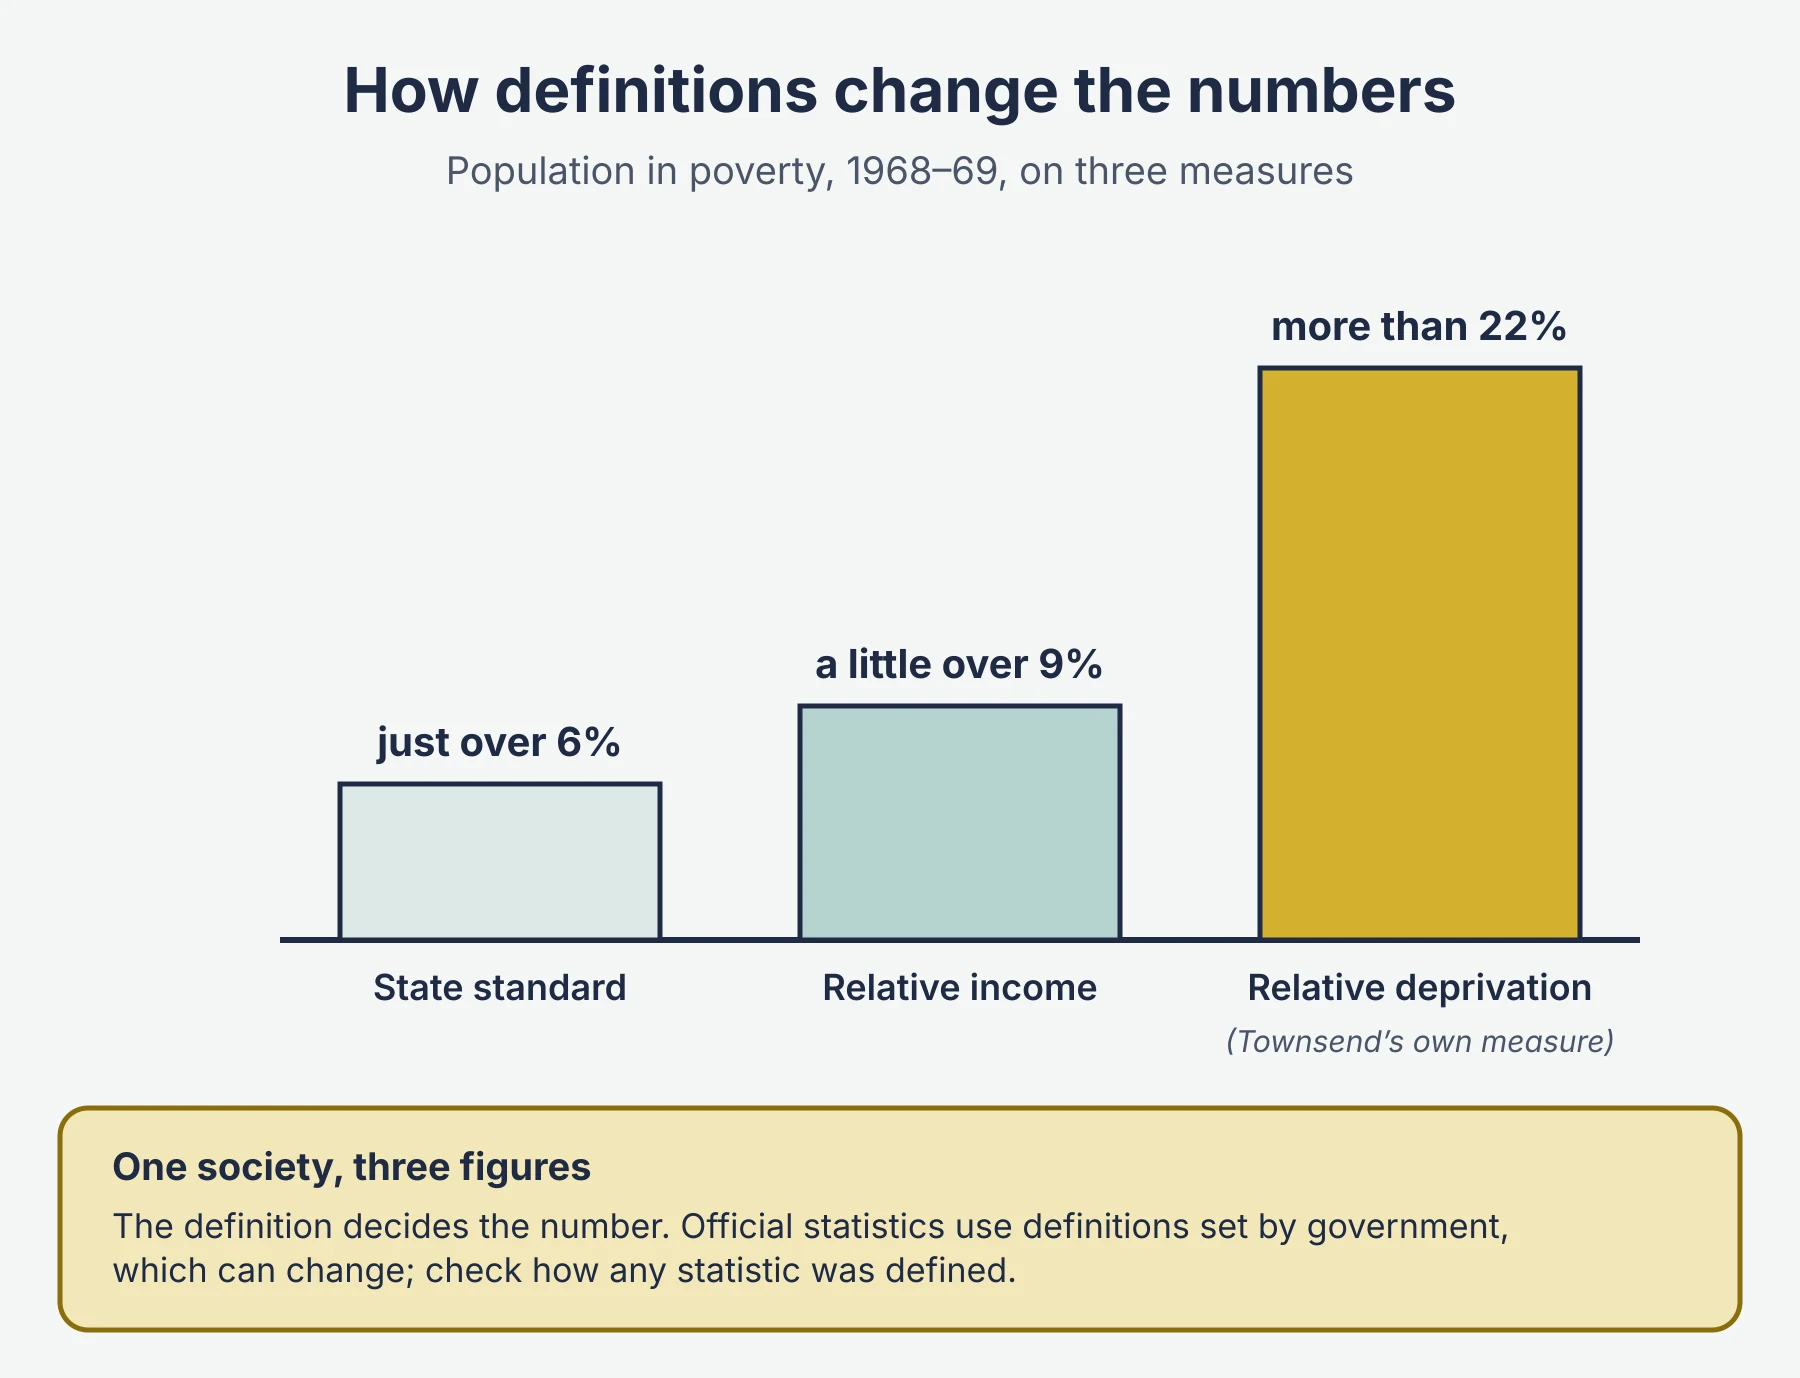 How definitions change the numbers
Population in poverty, 1968–69, on three measures
more than 22%
a little over 9%
just over 6%
State standard
Relative income
Relative deprivation
(Townsend’s own measure)
One society, three figures
The definition decides the number. Official statistics use definitions set by government,
which can change; check how any statistic was defined.